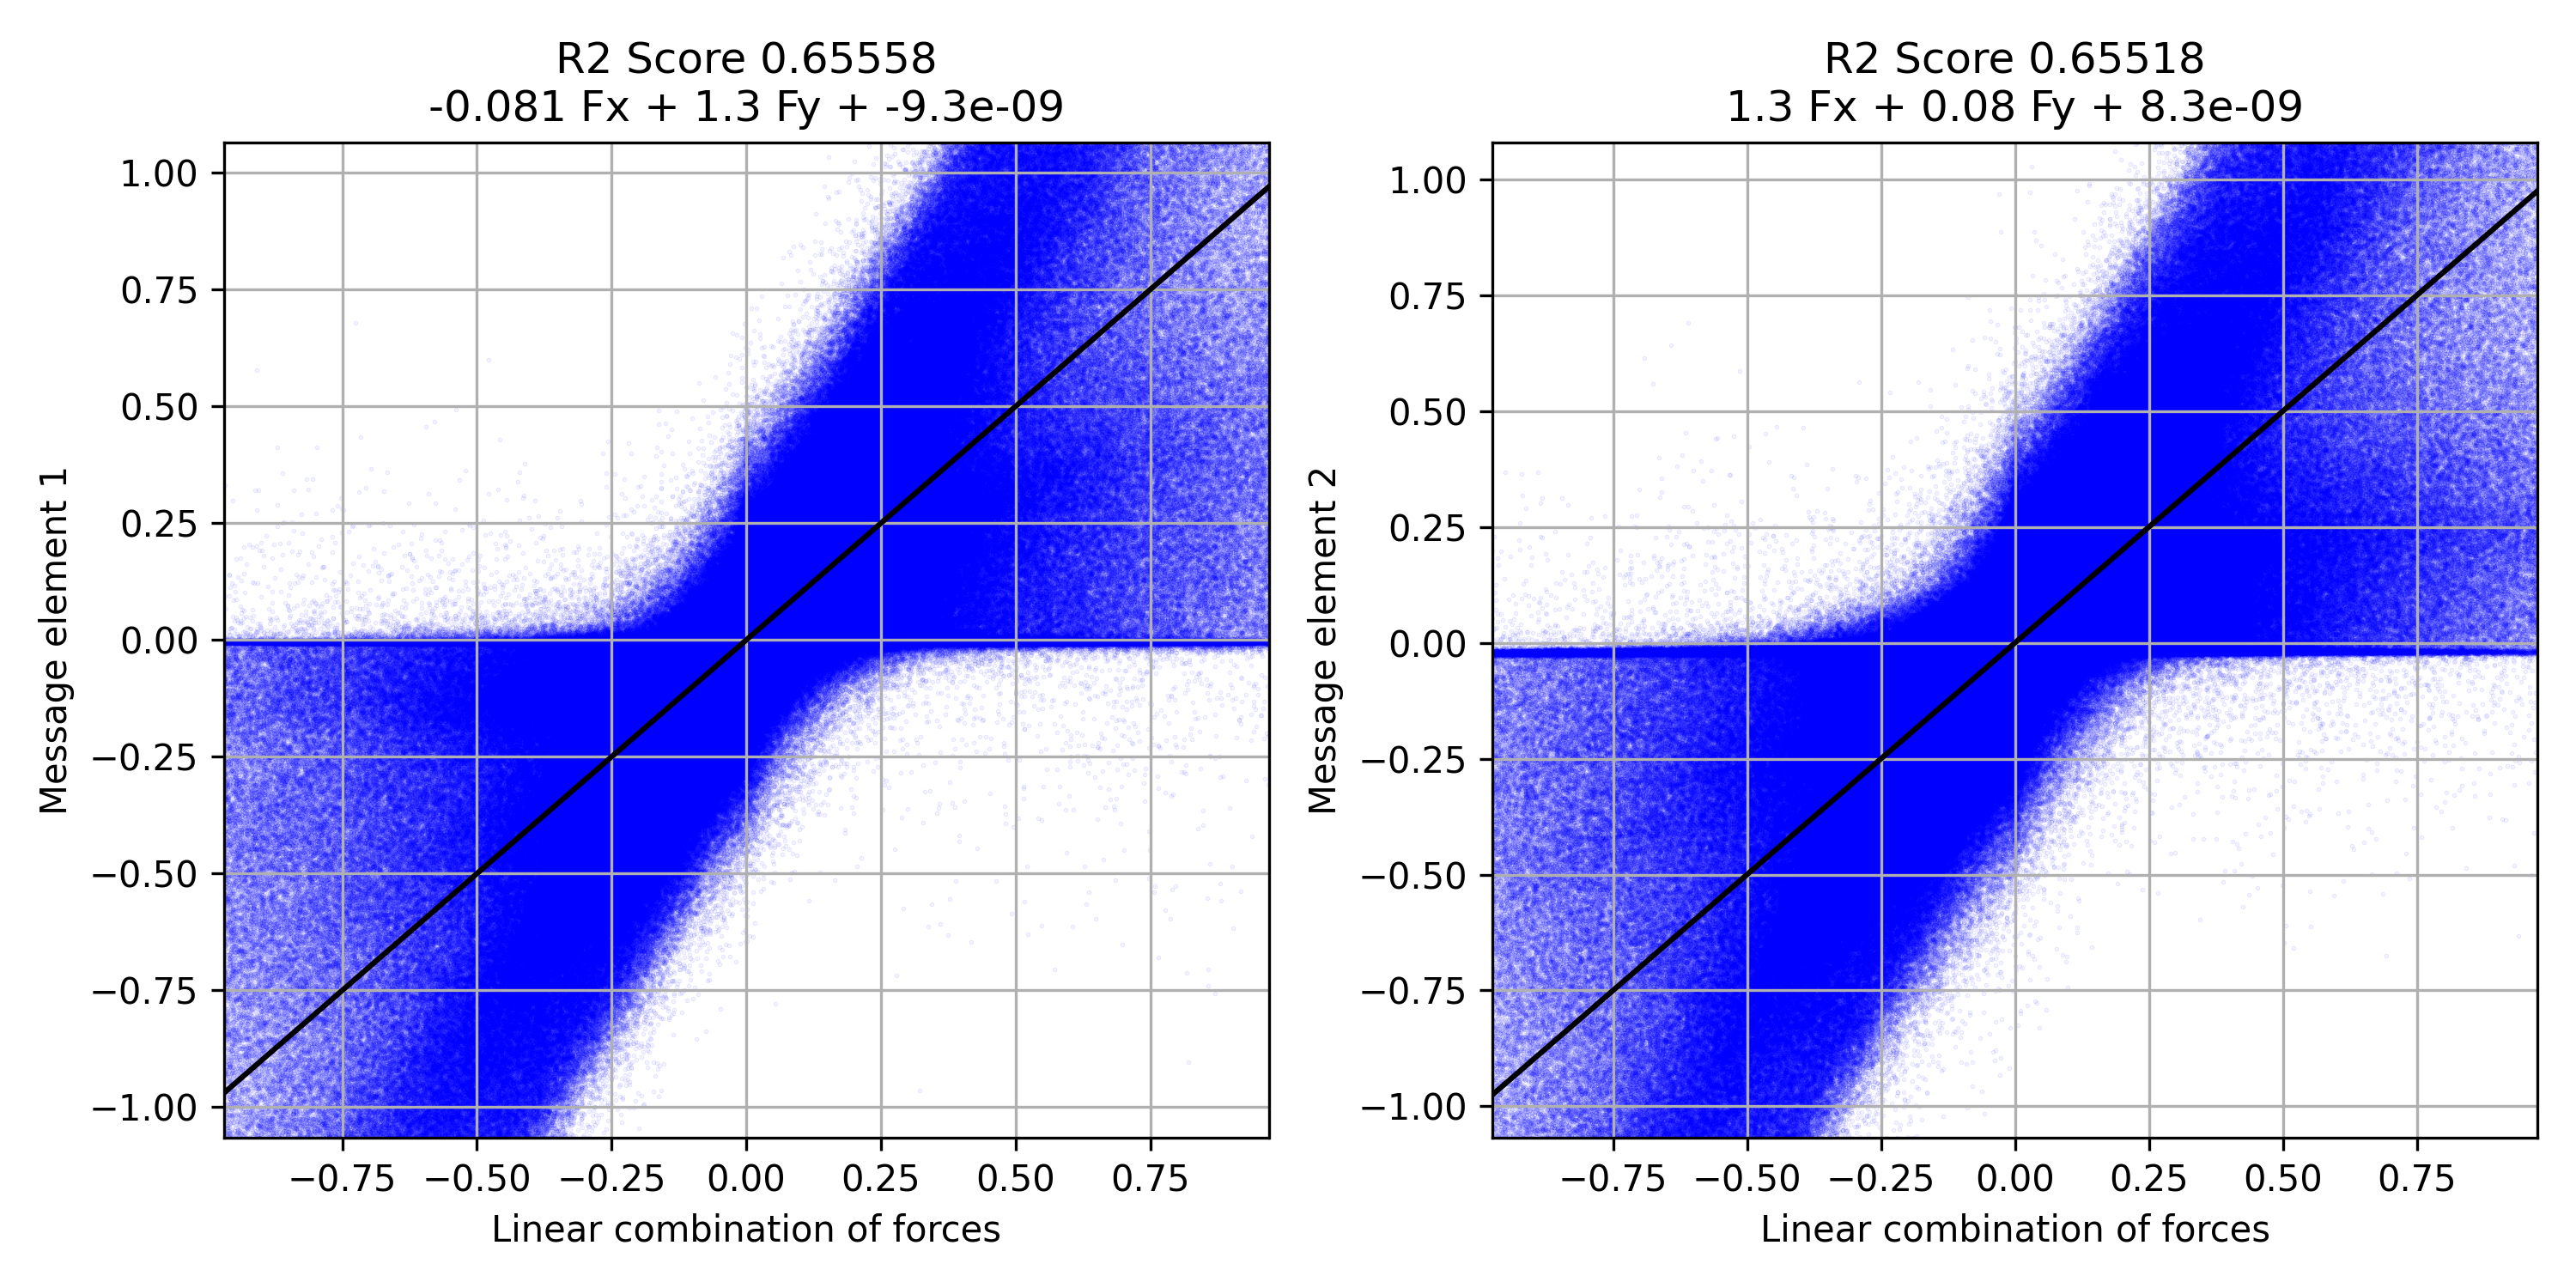 R2 Score 0.65558
-0.081 Fx + 1.3 Fy + -9.3e-09
1.00
0.75
0.50
0.25
0.00
−0.25
−0.50
−0.75
−1.00
Message element 1
−0.75 −0.50 −0.25 0.00 0.25 0.50 0.75
Linear combination of forces
R2 Score 0.65518
1.3 Fx + 0.08 Fy + 8.3e-09
1.00
0.75
0.50
0.25
0.00
−0.25
−0.50
−0.75
−1.00
Message element 2
−0.75 −0.50 −0.25 0.00 0.25 0.50 0.75
Linear combination of forces